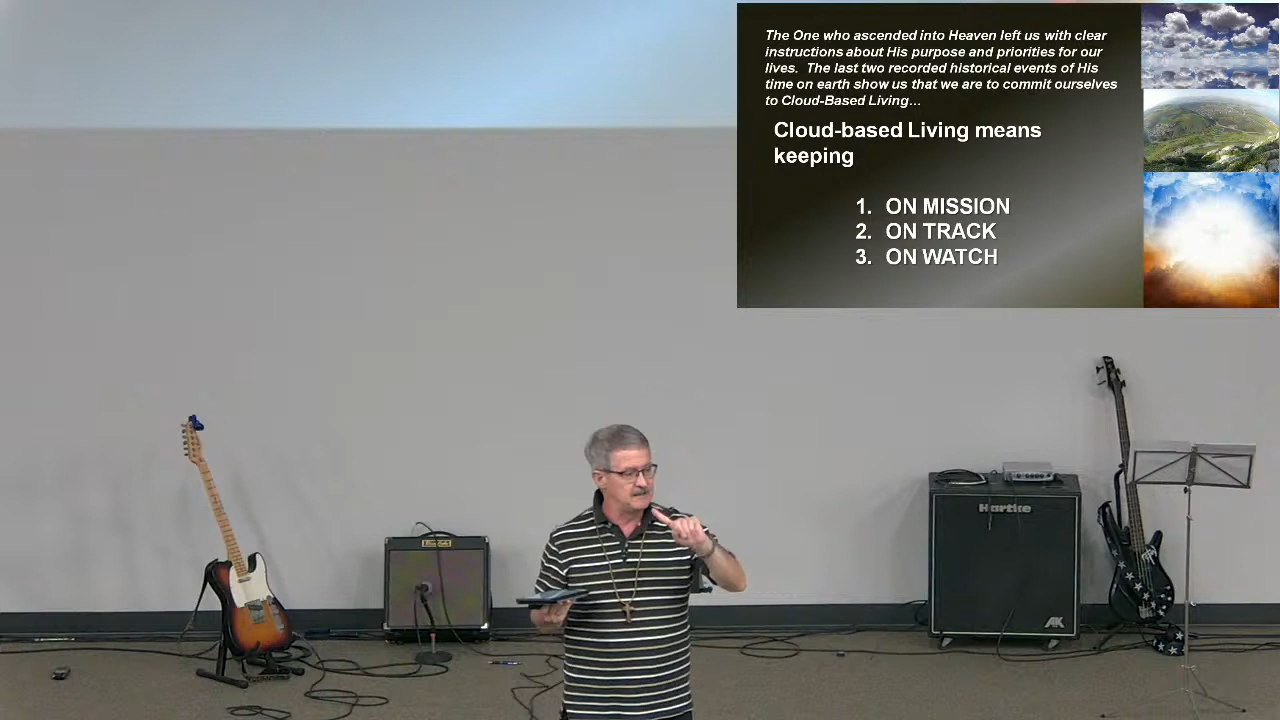 The One who ascended into Heaven left us with clear
instructions about His purpose and priorities for our
lives.  The last two recorded historical events of His
time on earth show us that we are to commit ourselves
to Cloud-Based Living...
Cloud-based Living means
keeping
1. ON MISSION
2. ON TRACK
3. ON WATCH
Hartke
AK